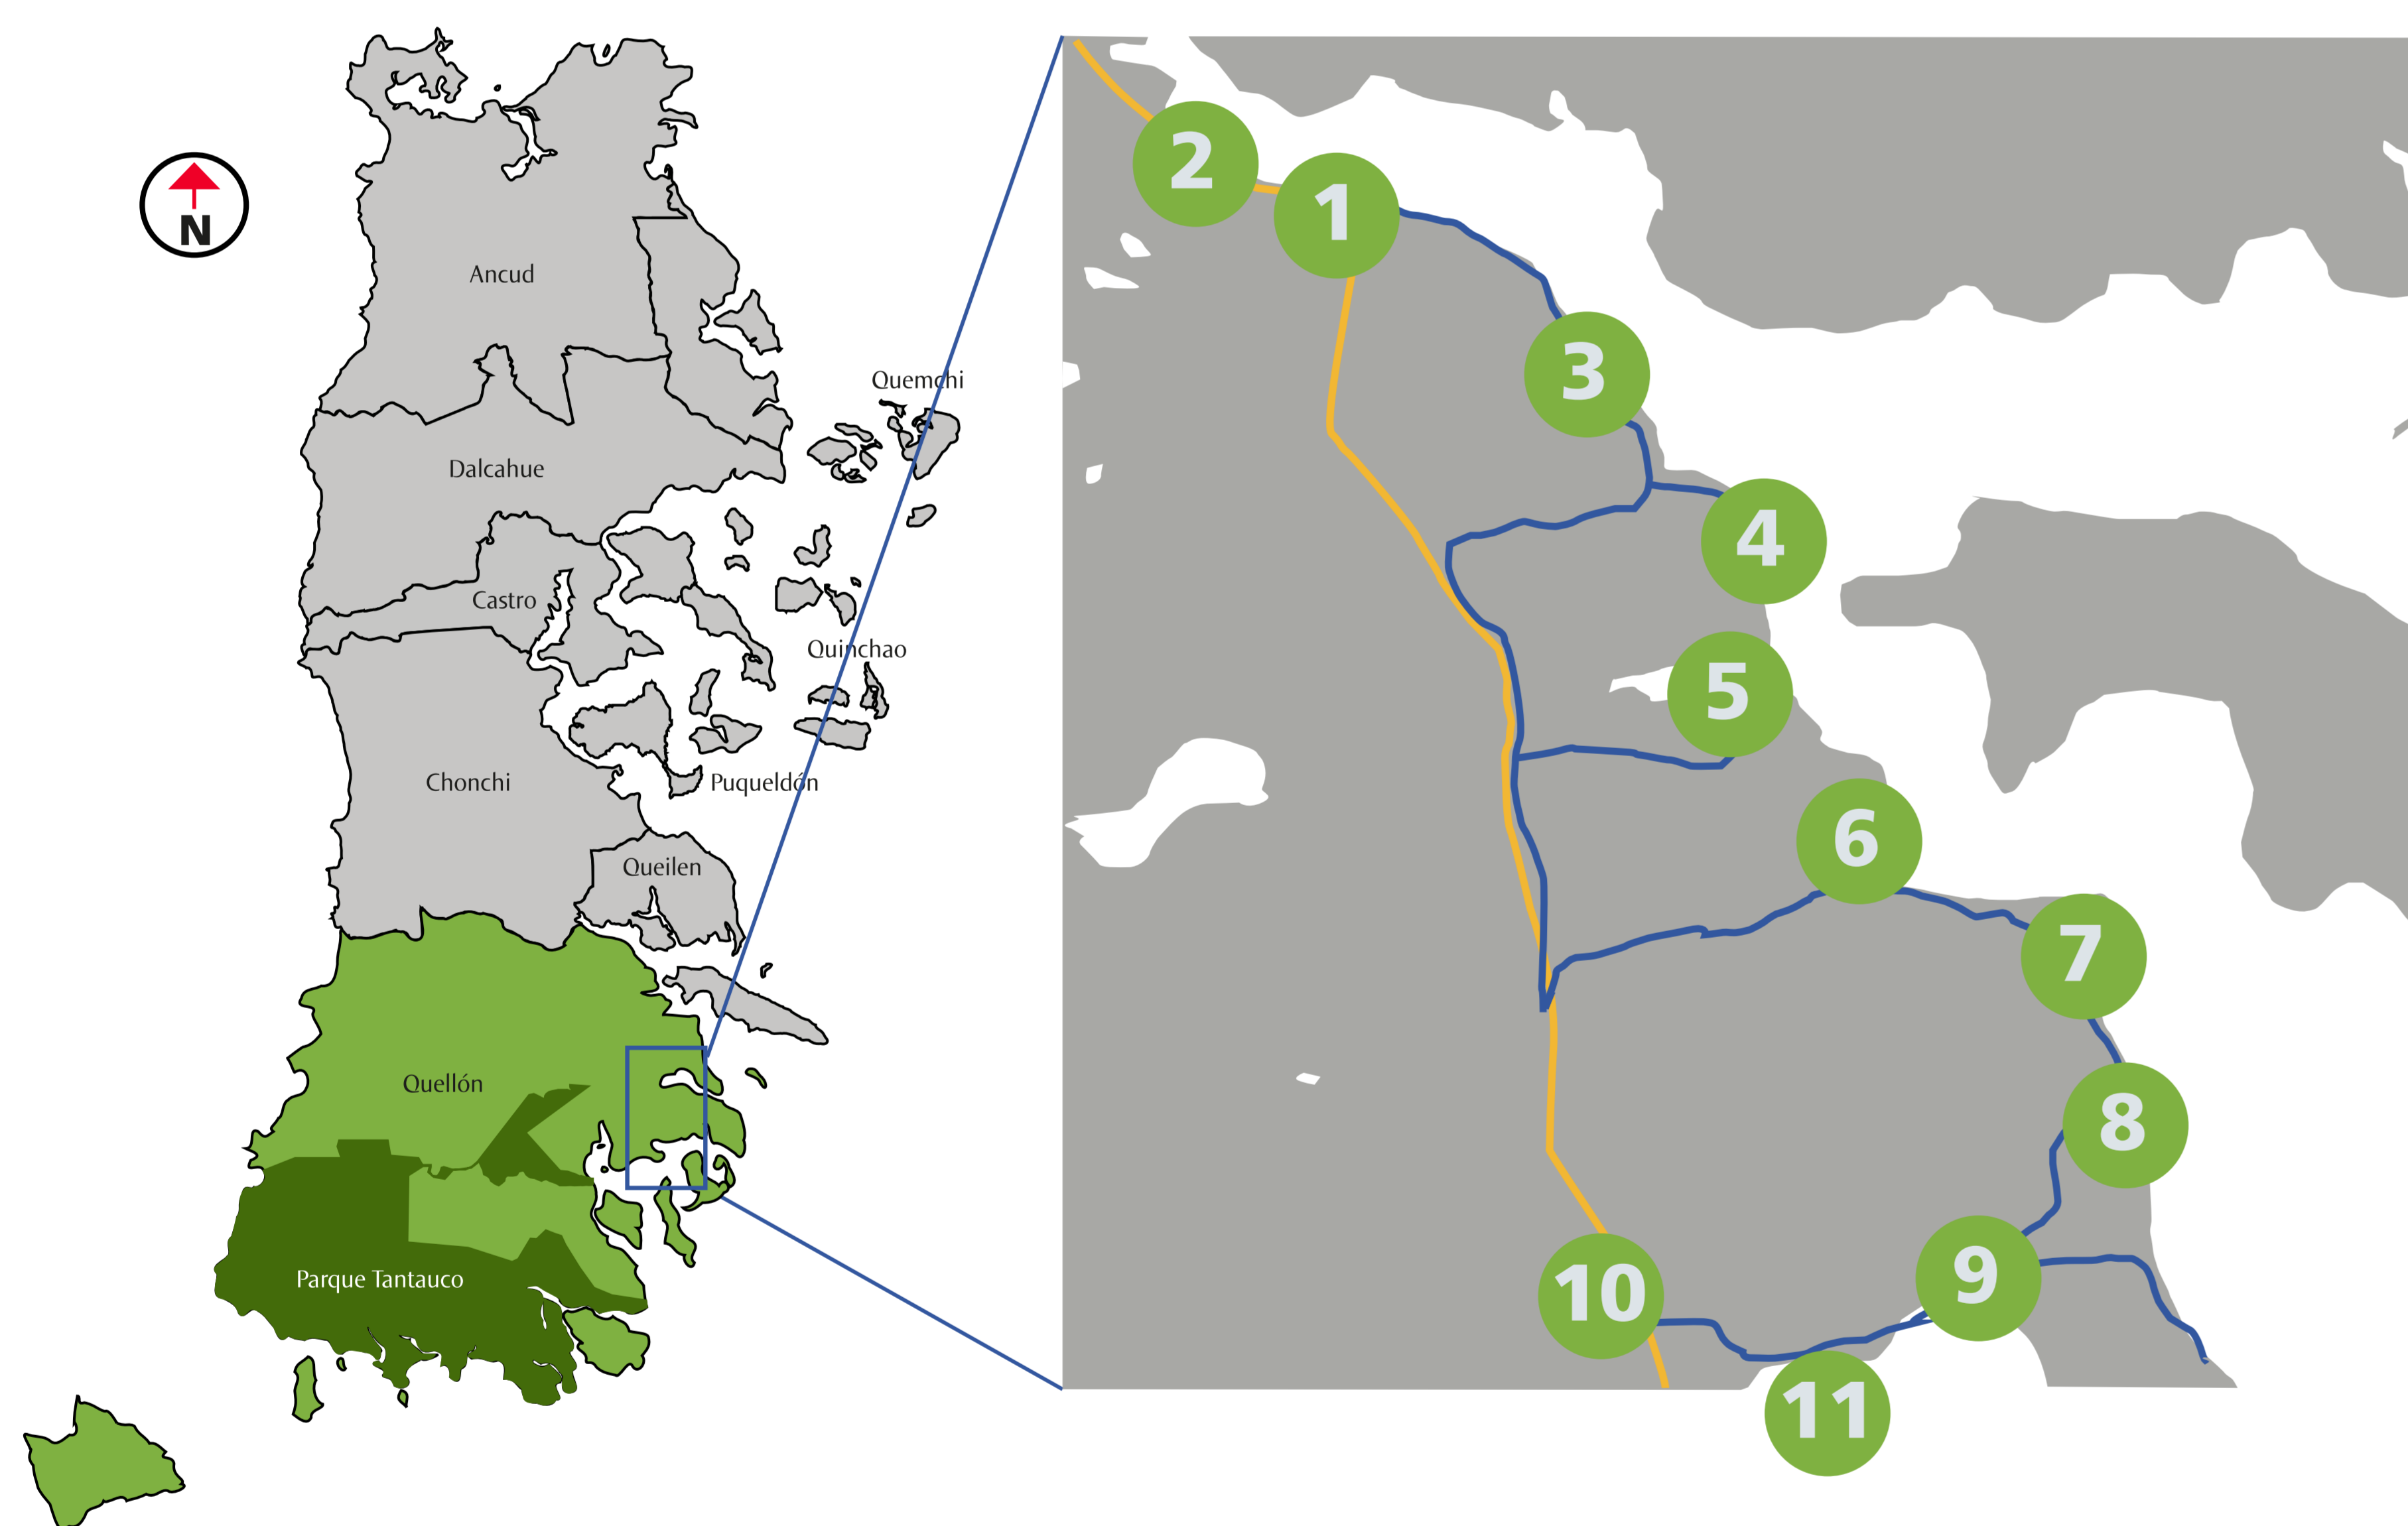 N
Ancud
Dalcahue
Castro
Chonchi
Quemchi
Quinchao
Puqueldón
Queilen
Quellón
Parque Tantauco
2
1
3
4
5
6
7
8
9
10
11